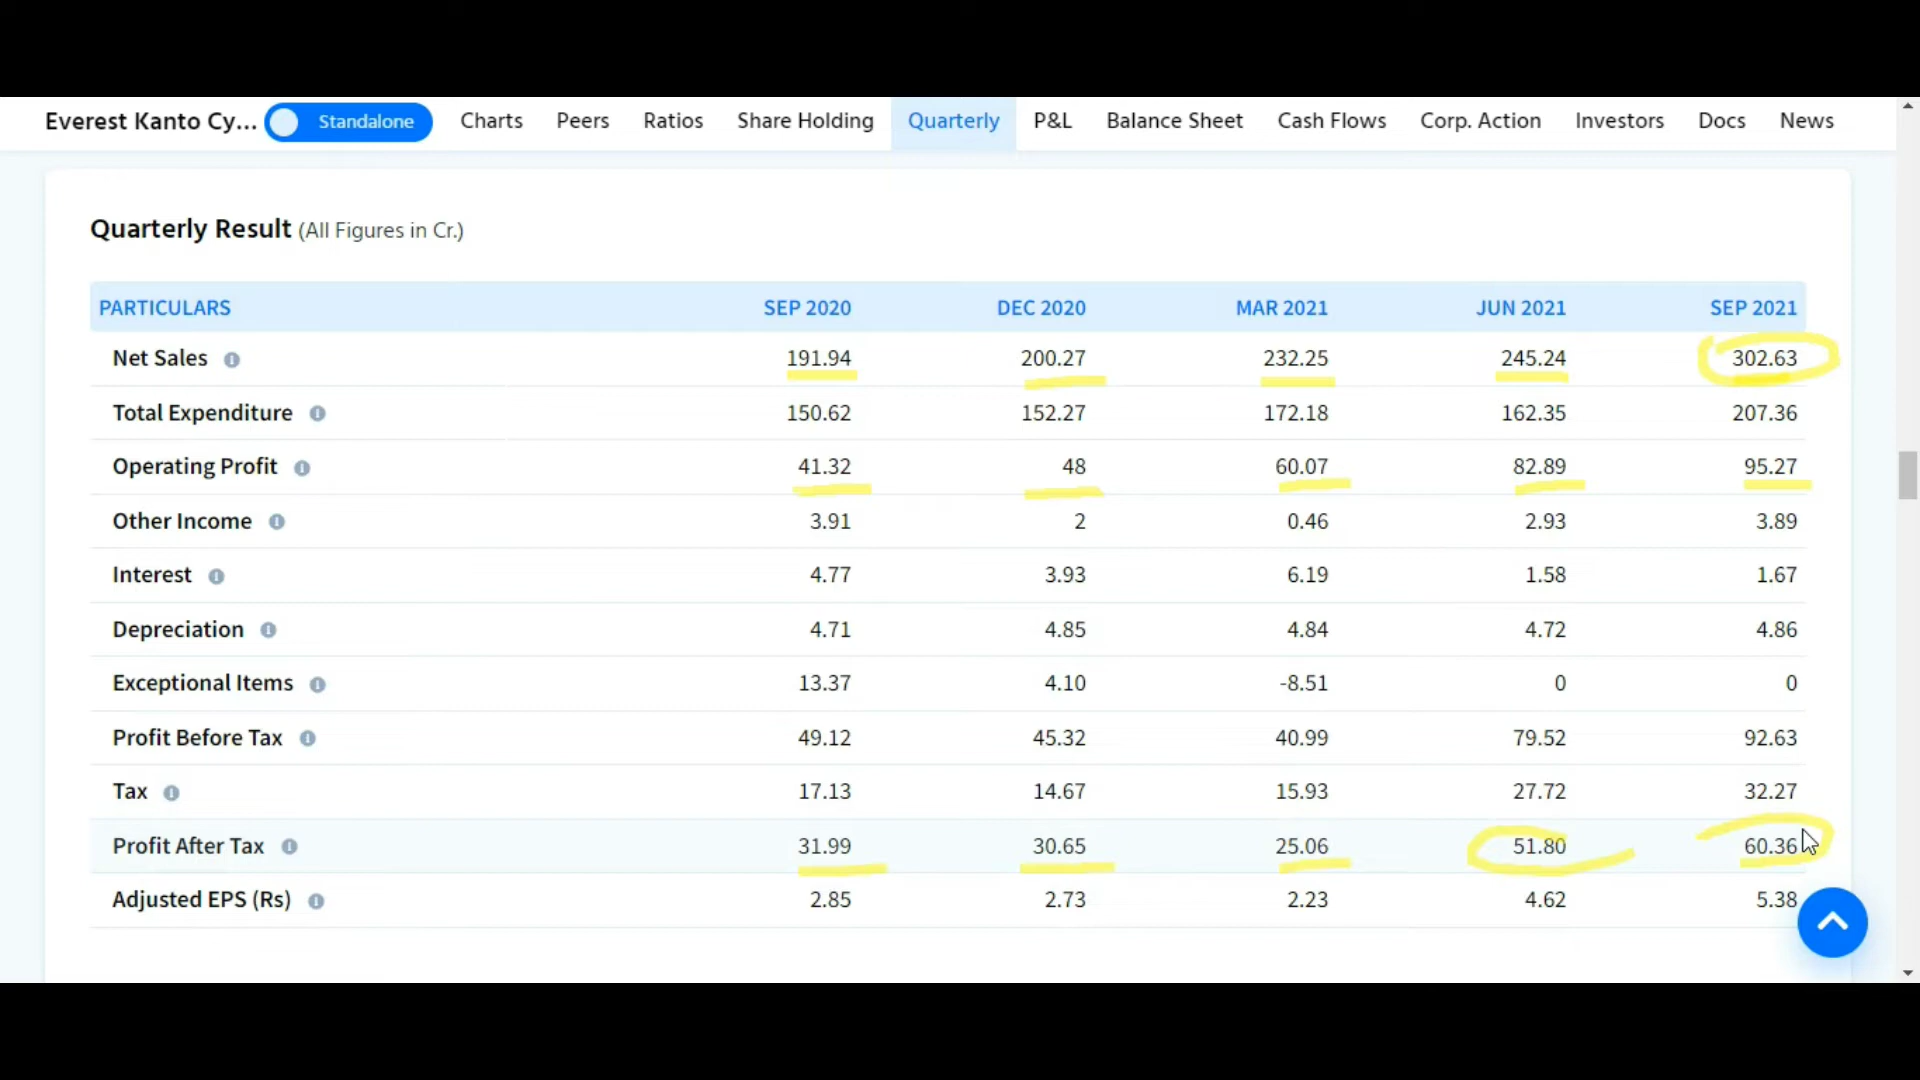 Everest Kanto Cy... Standalone Charts Peers Ratios Share Holding Quarterly P&L Balance Sheet Cash Flows Corp. Action Investors Docs News
Quarterly Result (All Figures in Cr.)
PARTICULARS SEP 2020 DEC 2020 MAR 2021 JUN 2021 SEP 2021
Net Sales 191.94 200.27 232.25 245.24 302.63
Total Expenditure 150.62 152.27 172.18 162.35 207.36
Operating Profit 41.32 48 60.07 82.89 95.27
Other Income 3.91 2 0.46 2.93 3.89
Interest 4.77 3.93 6.19 1.58 1.67
Depreciation 4.71 4.85 4.84 4.72 4.86
Exceptional Items 13.37 4.10 -8.51 0 0
Profit Before Tax 49.12 45.32 40.99 79.52 92.63
Tax 17.13 14.67 15.93 27.72 32.27
Profit After Tax 31.99 30.65 25.06 51.80 60.36
Adjusted EPS (Rs) 2.85 2.73 2.23 4.62 5.38